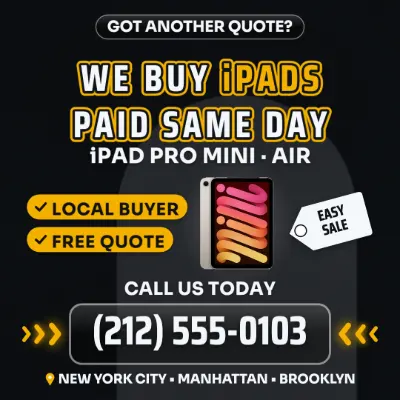 GOT ANOTHER QUOTE?
WE BUY iPADS
PAID SAME DAY
iPAD PRO MINI · AIR
LOCAL BUYER
FREE QUOTE
EASY
SALE
CALL US TODAY
(212) 555-0103
NEW YORK CITY ▪ MANHATTAN ▪ BROOKLYN